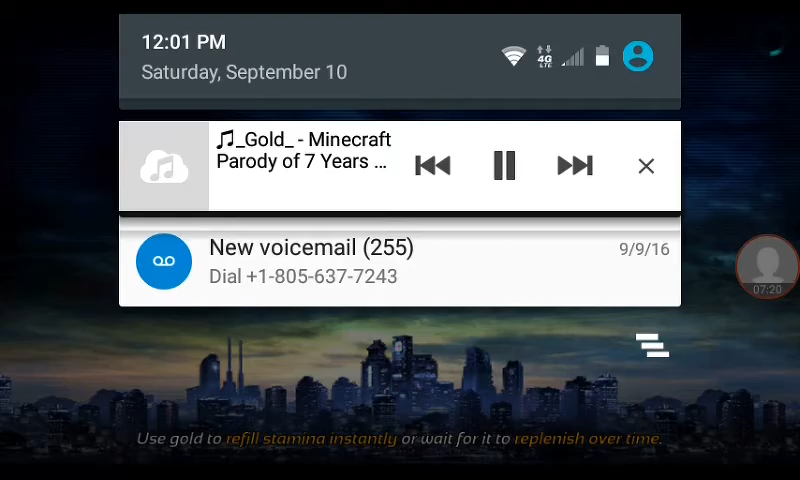 12:01 PM
Saturday, September 10
4G
LTE
♫_Gold_ - Minecraft
Parody of 7 Years ...
New voicemail (255)
9/9/16
Dial +1-805-637-7243
07:20
Use gold to refill stamina instantly or wait for it to replenish over time.